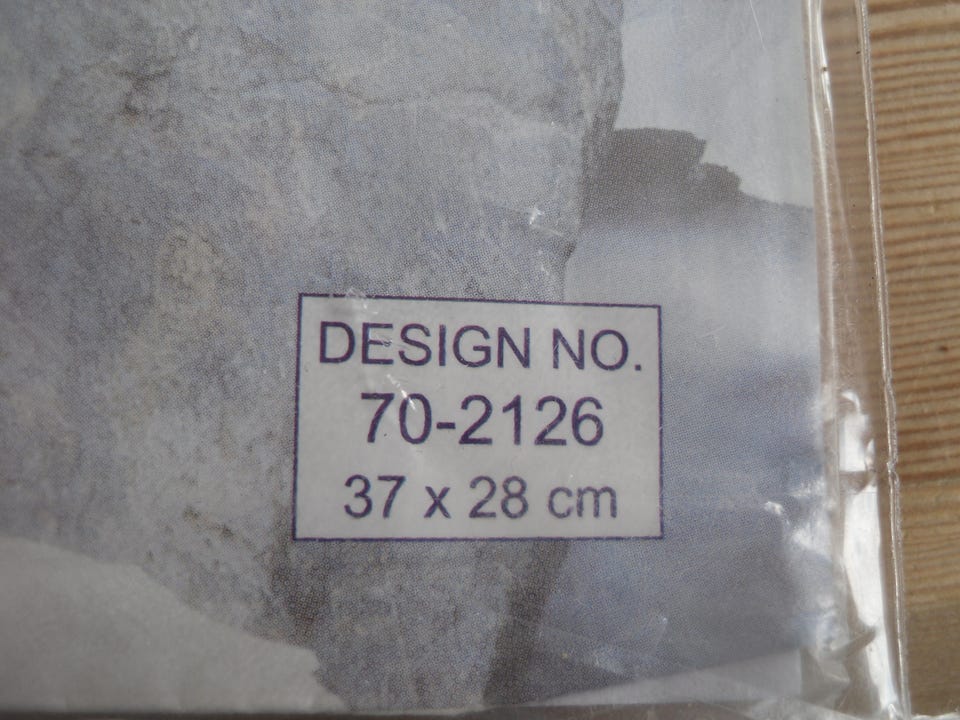 DESIGN NO.
70-2126
37 x 28 cm